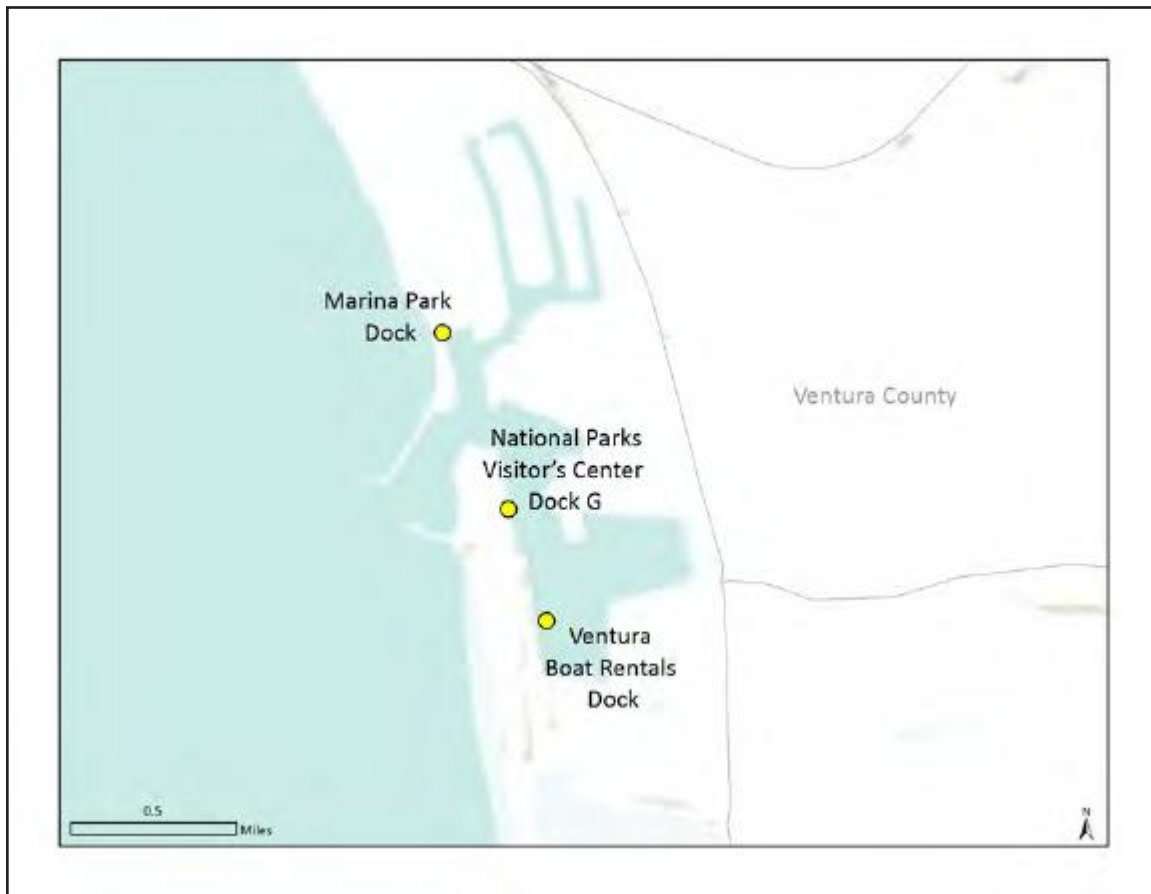 Marina Park
Dock
Ventura County
National Parks
Visitor's Center
Dock G
Ventura
Boat Rentals
Dock
0.5
Miles
N